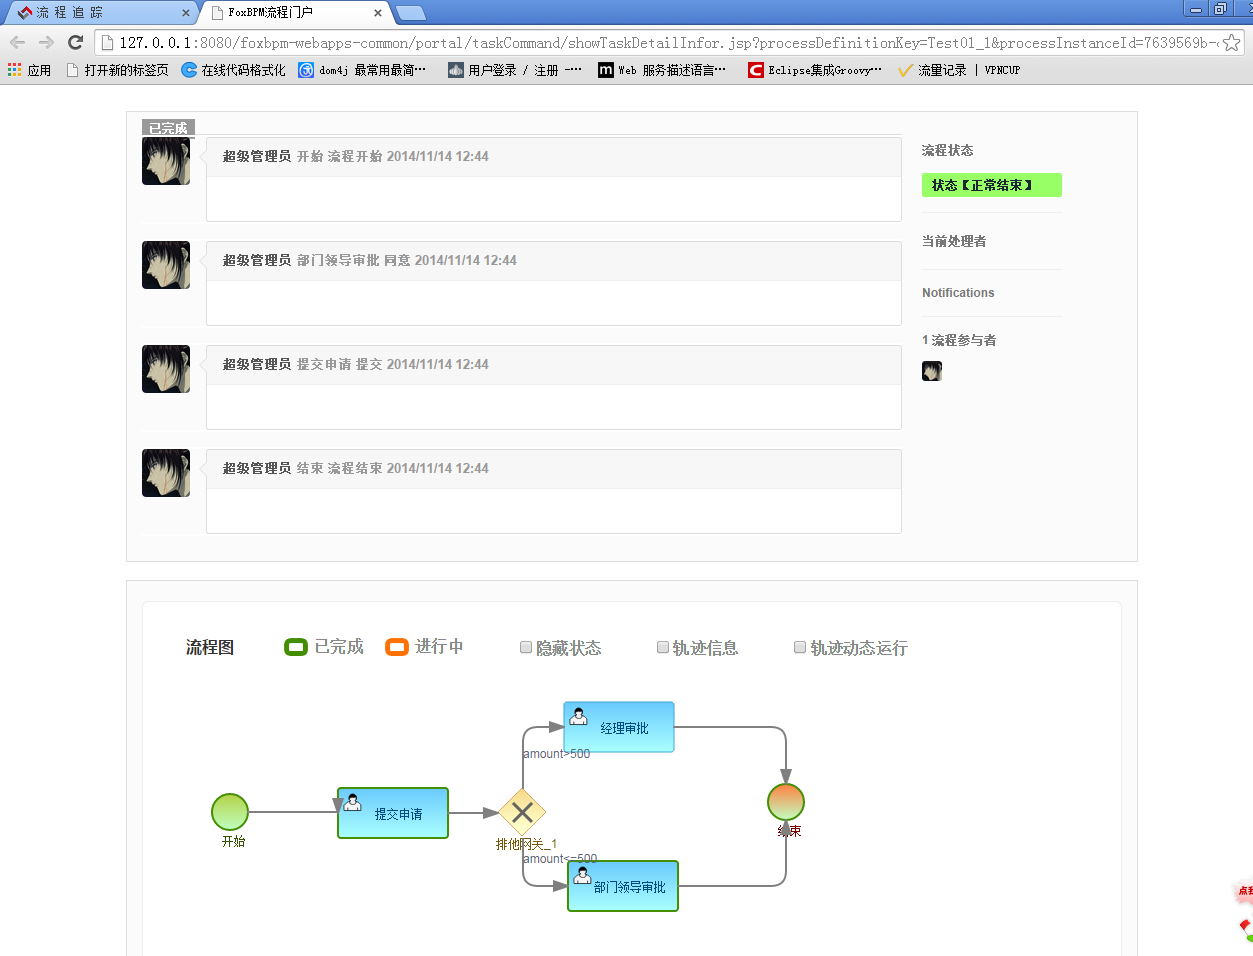 流 程 追 踪
FoxBPM流程门户
127.0.0.1:8080/foxbpm-webapps-common/portal/taskCommand/showTaskDetailInfor.jsp?processDefinitionKey=Test01_1&processInstanceId=7639569b-
应用 打开新的标签页 在线代码格式化 dom4j 最常用最简… 用户登录 / 注册 -… Web 服务描述语言… Eclipse集成Groovy… 流量记录 | VPNCUP
已完成
超级管理员 开始 流程开始 2014/11/14 12:44
超级管理员 部门领导审批 同意 2014/11/14 12:44
超级管理员 提交申请 提交 2014/11/14 12:44
超级管理员 结束 流程结束 2014/11/14 12:44
流程状态
状态【正常结束】
当前处理者
Notifications
1 流程参与者
流程图 已完成 进行中 隐藏状态 轨迹信息 轨迹动态运行
经理审批
amount>500
提交申请
开始
排他网关_1
结束
amount<=500
部门领导审批